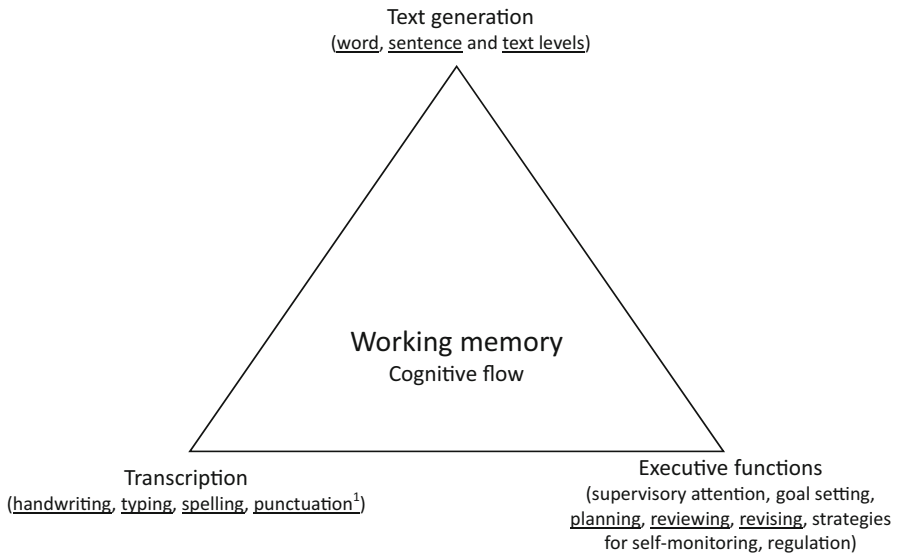 Text generation
(word, sentence and text levels)
Working memory
Cognitive flow
Transcription
(handwriting, typing, spelling, punctuation¹)
Executive functions
(supervisory attention, goal setting,
planning, reviewing, revising, strategies
for self-monitoring, regulation)